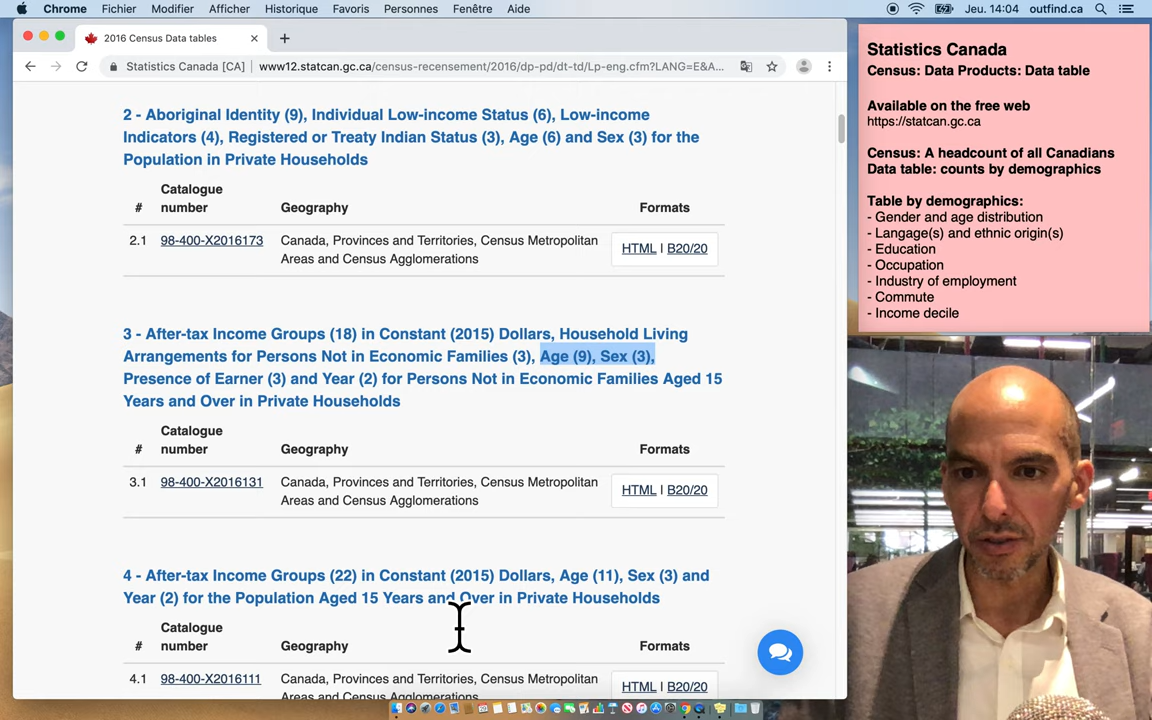 Chrome Fichier Modifier Afficher Historique Favoris Personnes Fenêtre Aide Jeu. 14:04 outfind.ca
2016 Census Data tables
Statistics Canada [CA] www12.statcan.gc.ca/census-recensement/2016/dp-pd/dt-td/Lp-eng.cfm?LANG=E&A...
2 - Aboriginal Identity (9), Individual Low-income Status (6), Low-income
Indicators (4), Registered or Treaty Indian Status (3), Age (6) and Sex (3) for the
Population in Private Households
Catalogue
# number Geography Formats
2.1 98-400-X2016173 Canada, Provinces and Territories, Census Metropolitan HTML | B20/20
Areas and Census Agglomerations
3 - After-tax Income Groups (18) in Constant (2015) Dollars, Household Living
Arrangements for Persons Not in Economic Families (3), Age (9), Sex (3),
Presence of Earner (3) and Year (2) for Persons Not in Economic Families Aged 15
Years and Over in Private Households
Catalogue
# number Geography Formats
3.1 98-400-X2016131 Canada, Provinces and Territories, Census Metropolitan HTML | B20/20
Areas and Census Agglomerations
4 - After-tax Income Groups (22) in Constant (2015) Dollars, Age (11), Sex (3) and
Year (2) for the Population Aged 15 Years and Over in Private Households
Catalogue
# number Geography Formats
4.1 98-400-X2016111 Canada, Provinces and Territories, Census Metropolitan HTML | B20/20
Areas and Census Agglomerations
Statistics Canada
Census: Data Products: Data table
Available on the free web
https://statcan.gc.ca
Census: A headcount of all Canadians
Data table: counts by demographics
Table by demographics:
- Gender and age distribution
- Langage(s) and ethnic origin(s)
- Education
- Occupation
- Industry of employment
- Commute
- Income decile